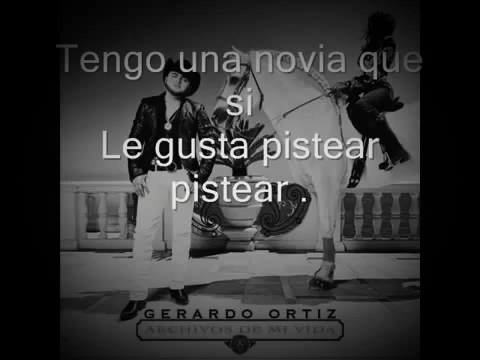 Tengo una novia que
si
Le gusta pistear
pistear .
GERARDO ORTIZ
ARCHIVOS DE MI VIDA